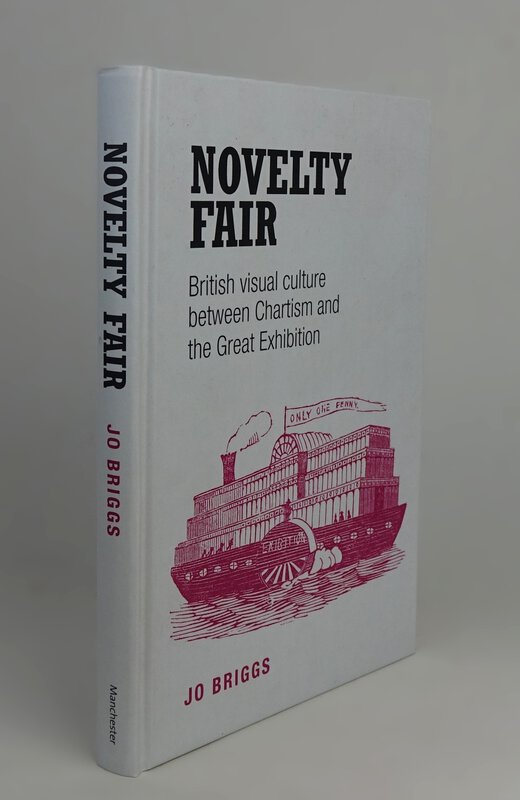 NOVELTY FAIR
JO BRIGGS
Manchester
NOVELTY
FAIR
British visual culture
between Chartism and
the Great Exhibition
ONLY ONE PENNY
EXIBITION
JO BRIGGS